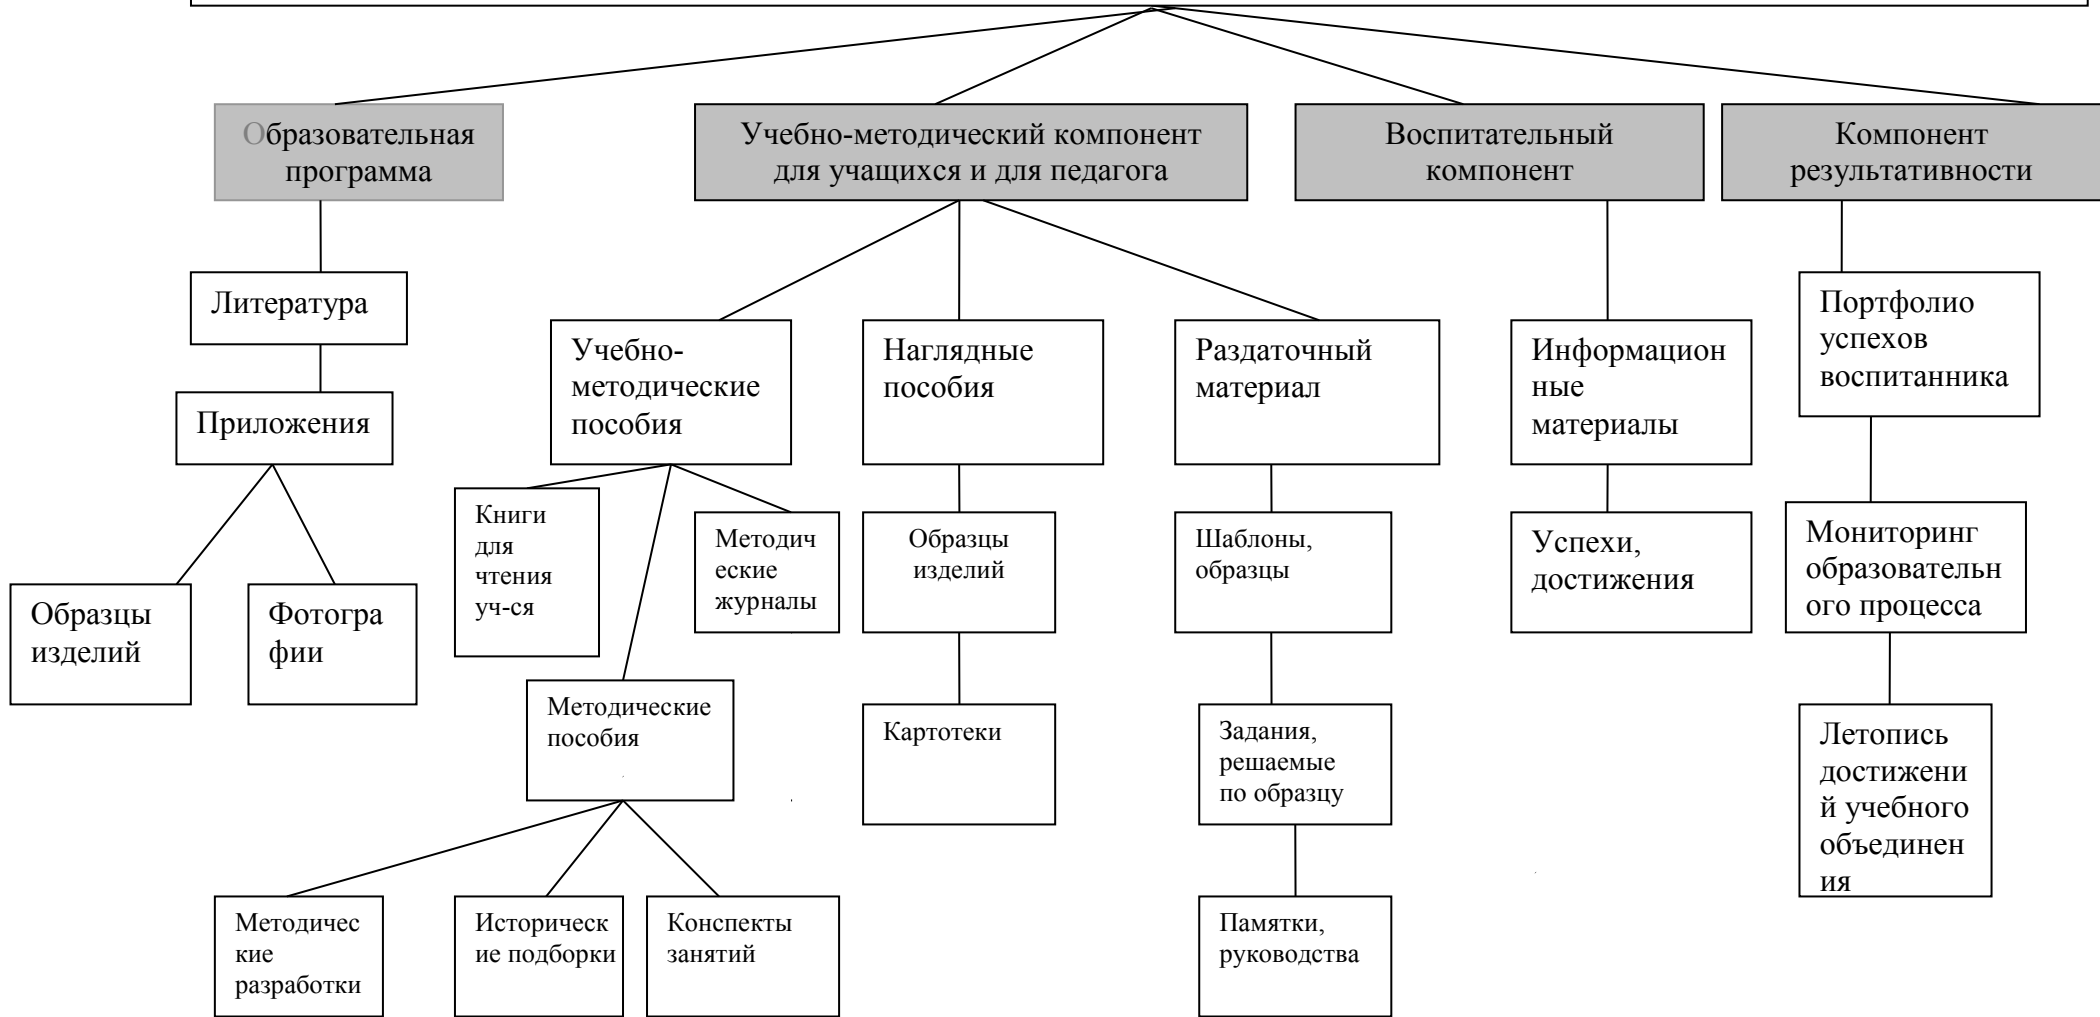 Образовательная
программа
Учебно-методический компонент
для учащихся и для педагога
Воспитательный
компонент
Компонент
результативности
Литература
Приложения
Образцы
изделий
Фотогра
фии
Учебно-
методические
пособия
Наглядные
пособия
Раздаточный
материал
Информацион
ные
материалы
Портфолио
успехов
воспитанника
Книги
для
чтения
уч-ся
Методич
еские
журналы
Образцы
изделий
Шаблоны,
образцы
Успехи,
достижения
Мониторинг
образовательн
ого процесса
Методические
пособия
Картотеки
Задания,
решаемые
по образцу
Летопись
достижени
й учебного
объединен
ия
Методичес
кие
разработки
Историческ
ие подборки
Конспекты
занятий
Памятки,
руководства